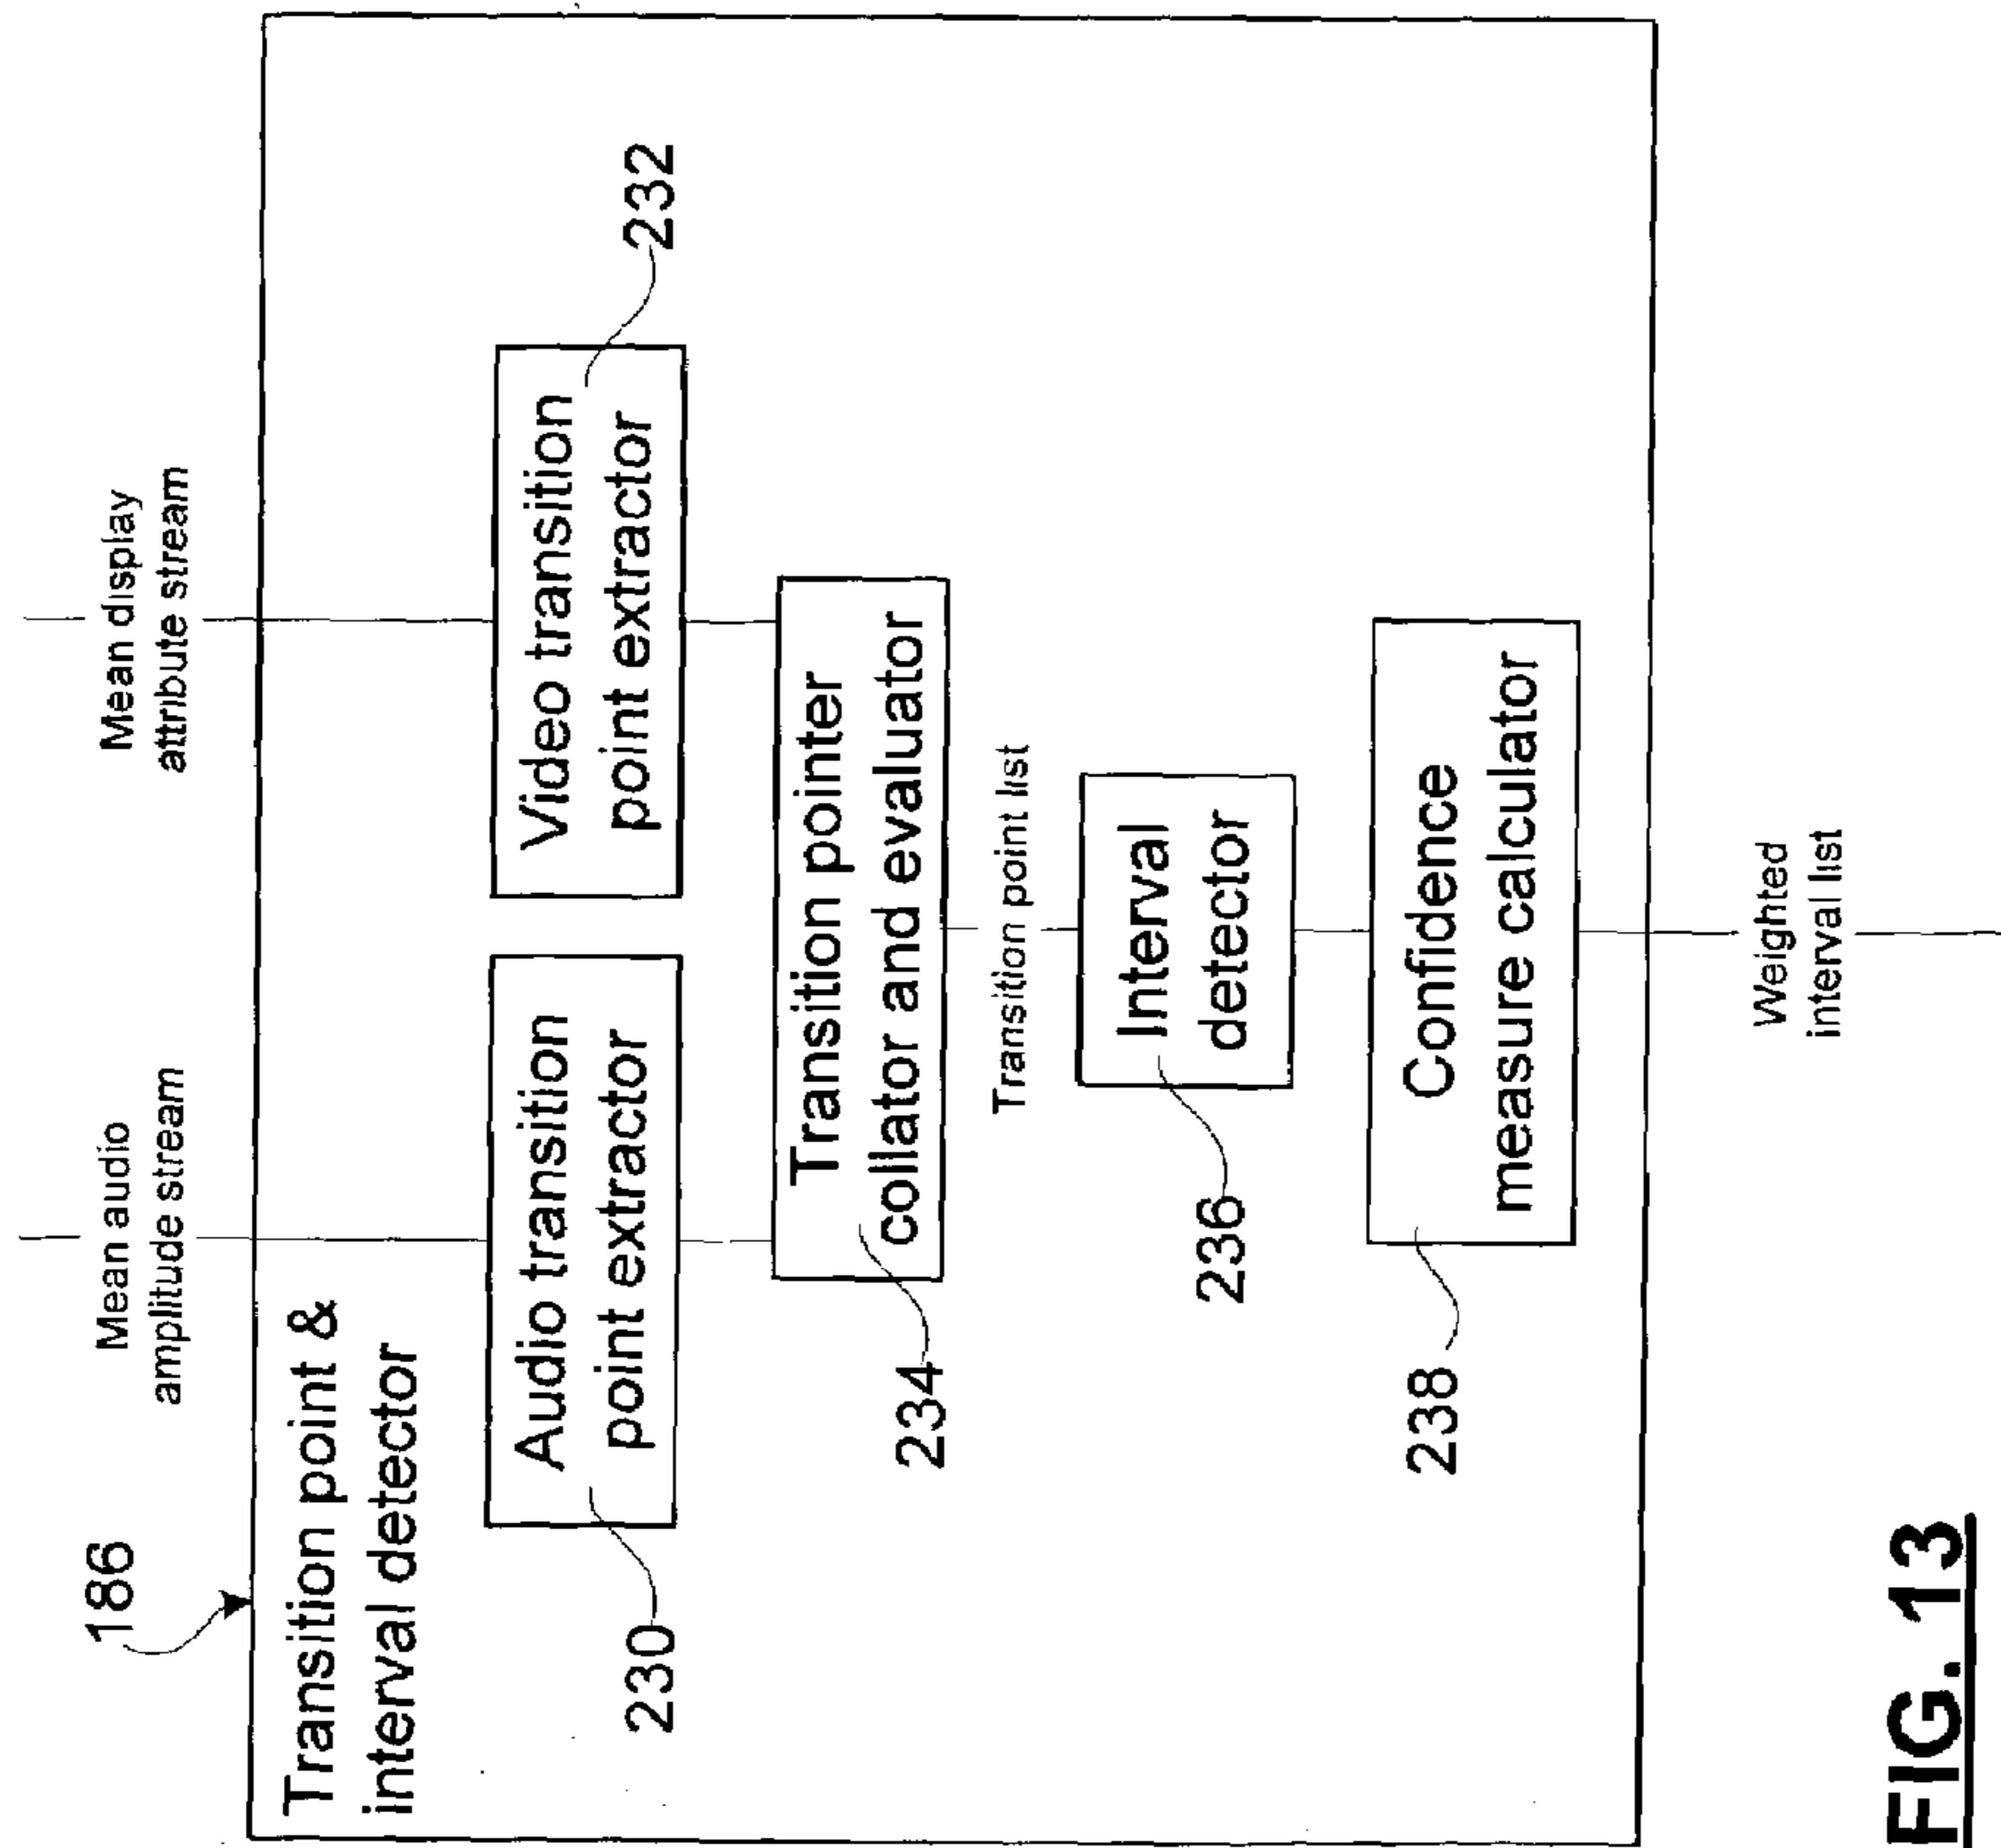 186
Mean audio
amplitude stream
Mean display
attribute stream
Transition point &
interval detector
Audio transition
point extractor
Video transition
point extractor
230
232
Transition pointer
collator and evaluator
234
Transition point list
Interval
detector
236
Confidence
measure calculator
238
Weighted
interval list
FIG. 13